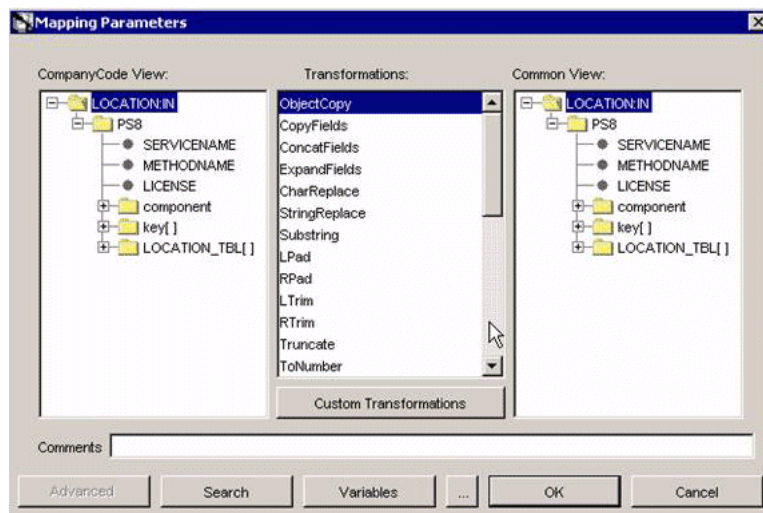 Mapping Parameters
CompanyCode View:
Transformations:
Common View:
LOCATION:IN
PS8
SERVICENAME
METHODNAME
LICENSE
component
key[ ]
LOCATION_TBL[ ]
ObjectCopy
CopyFields
ConcatFields
ExpandFields
CharReplace
StringReplace
Substring
LPad
RPad
LTrim
RTrim
Truncate
ToNumber
Custom Transformations
LOCATION:IN
PS8
SERVICENAME
METHODNAME
LICENSE
component
key[ ]
LOCATION_TBL[ ]
Comments
Advanced
Search
Variables
...
OK
Cancel